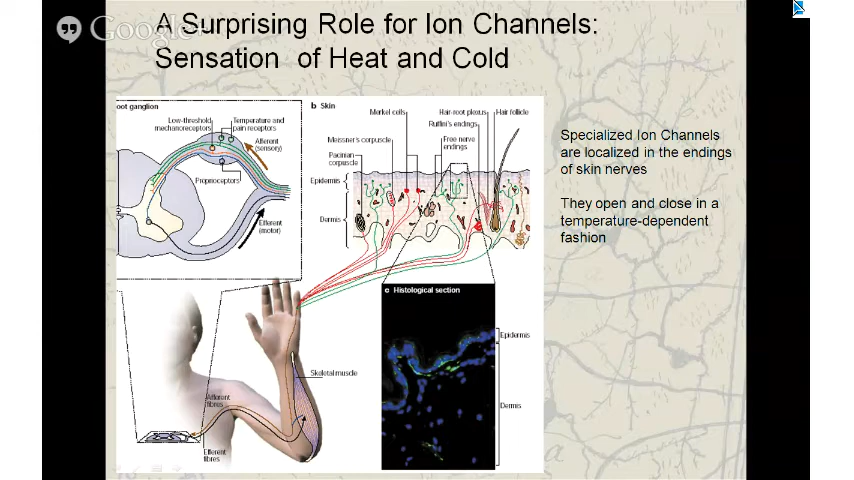 A Surprising Role for Ion Channels:
Sensation of Heat and Cold
Google+
oot ganglion
Low-threshold
mechanoreceptors
Temperature and
pain receptors
Afferent
(sensory)
Proprioceptors
Efferent
(motor)
b Skin
Merkel cells
Hair-root plexus
Hair follicle
Ruffini's endings
Meissner's corpuscle
Free nerve
endings
Pacinian
corpuscle
Epidermis
Dermis
Specialized Ion Channels
are localized in the endings
of skin nerves
They open and close in a
temperature-dependent
fashion
c Histological section
Epidermis
Dermis
Skeletal muscle
Afferent
fibres
Efferent
fibres